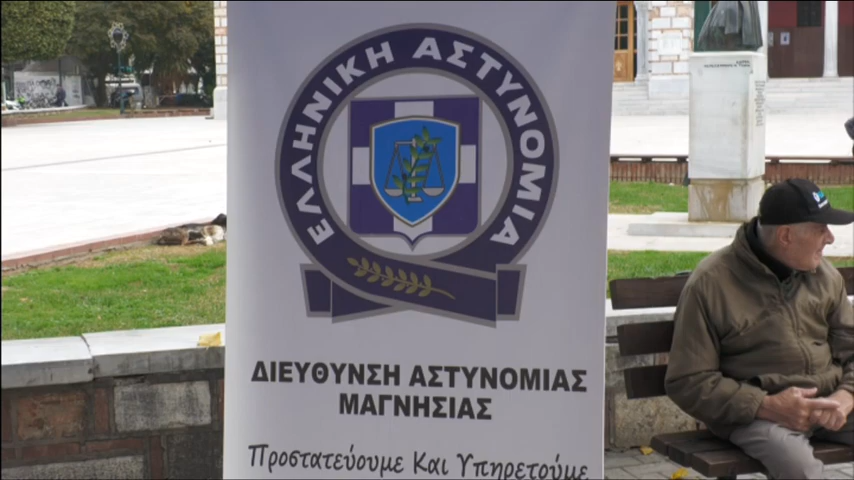 ΕΛΛΗΝΙΚΗ ΑΣΤΥΝΟΜΙΑ
ΔΙΕΥΘΥΝΣΗ ΑΣΤΥΝΟΜΙΑΣ
ΜΑΓΝΗΣΙΑΣ
Προστατεύουμε Και Υπηρετούμε